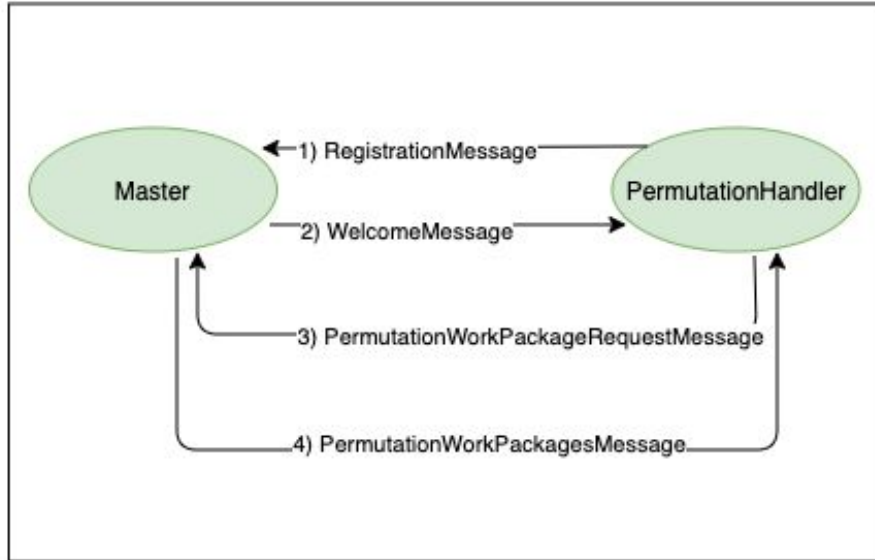 1) RegistrationMessage
Master
PermutationHandler
2) WelcomeMessage
3) PermutationWorkPackageRequestMessage
4) PermutationWorkPackagesMessage